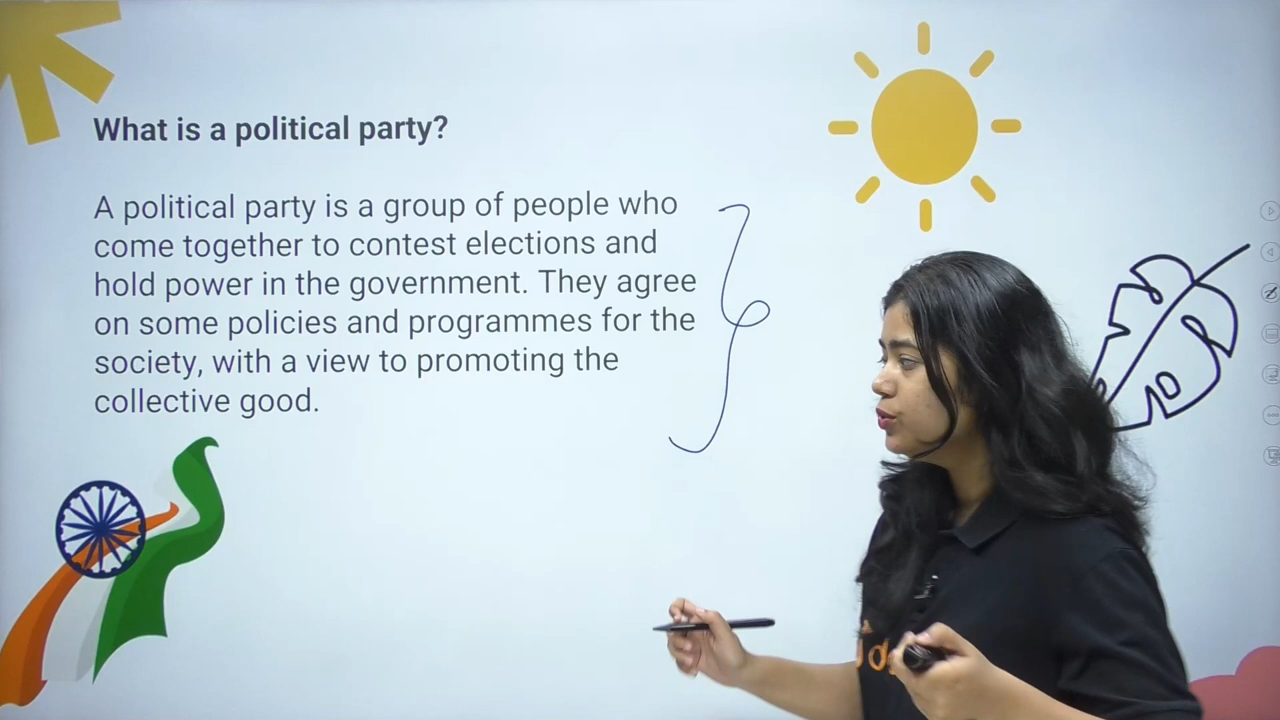 What is a political party?
A political party is a group of people who
come together to contest elections and
hold power in the government. They agree
on some policies and programmes for the
society, with a view to promoting the
collective good.